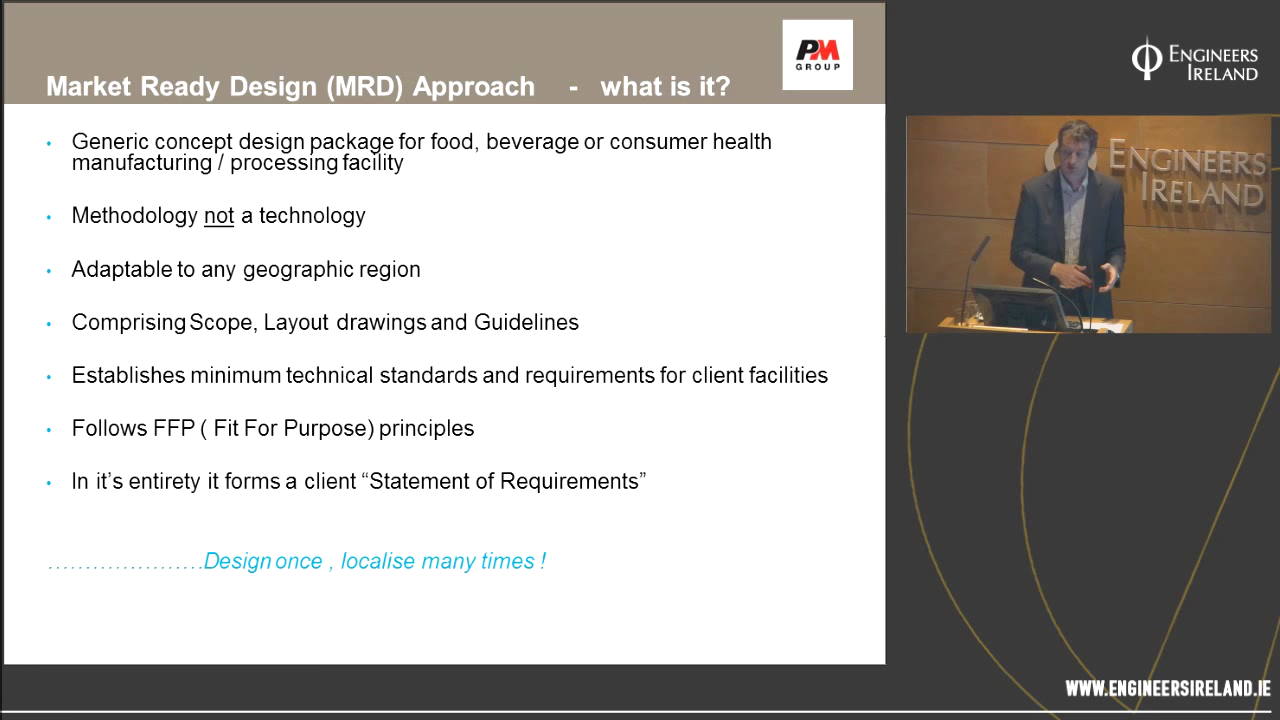 PM
GROUP
Market Ready Design (MRD) Approach - what is it?
• Generic concept design package for food, beverage or consumer health
manufacturing / processing facility
• Methodology not a technology
• Adaptable to any geographic region
• Comprising Scope, Layout drawings and Guidelines
• Establishes minimum technical standards and requirements for client facilities
• Follows FFP ( Fit For Purpose) principles
• In it’s entirety it forms a client “Statement of Requirements”
…………………Design once , localise many times !
ENGINEERS
IRELAND
ENGINEERS
IRELAND
WWW.ENGINEERSIRELAND.IE